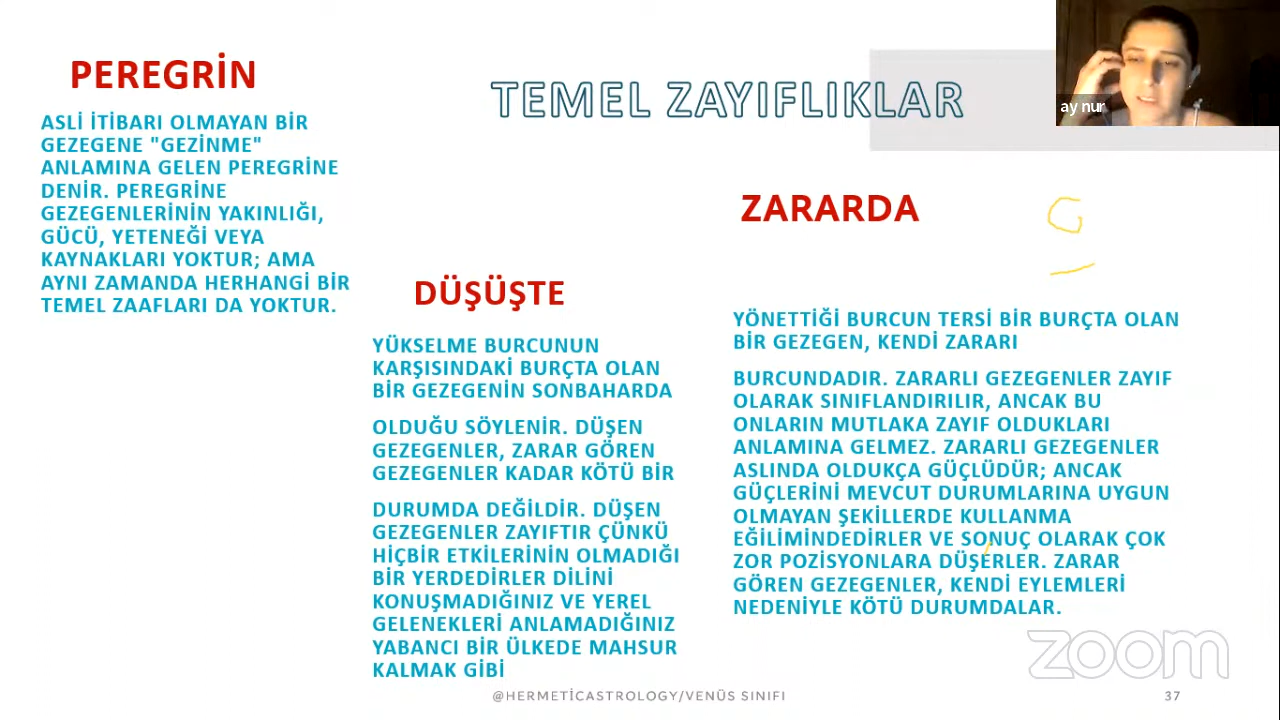 PEREGRİN
ASLİ İTİBARI OLMAYAN BİR
GEZEGENE "GEZİNME"
ANLAMINA GELEN PEREGRİNE
DENİR. PEREGRİNE
GEZEGENLERİNİN YAKINLIĞI,
GÜCÜ, YETENEĞİ VEYA
KAYNAKLARI YOKTUR; AMA
AYNI ZAMANDA HERHANGİ BİR
TEMEL ZAAFLARI DA YOKTUR.
TEMEL ZAYIFLIKLAR
ay nur
DÜŞÜŞTE
YÜKSELME BURCUNUN
KARŞISINDAKİ BURÇTA OLAN
BİR GEZEGENİN SONBAHARDA
OLDUĞU SÖYLENİR. DÜŞEN
GEZEGENLER, ZARAR GÖREN
GEZEGENLER KADAR KÖTÜ BİR
DURUMDA DEĞİLDİR. DÜŞEN
GEZEGENLER ZAYIFTIR ÇÜNKÜ
HİÇBİR ETKİLERİNİN OLMADIĞI
BİR YERDEDİRLER DİLİNİ
KONUŞMADIĞINIZ VE YEREL
GELENEKLERİ ANLAMADIĞINIZ
YABANCI BİR ÜLKEDE MAHSUR
KALMAK GİBİ
ZARARDA
YÖNETTİĞİ BURCUN TERSİ BİR BURÇTA OLAN
BİR GEZEGEN, KENDİ ZARARI
BURCUNDADIR. ZARARLI GEZEGENLER ZAYIF
OLARAK SINIFLANDIRILIR, ANCAK BU
ONLARIN MUTLAKA ZAYIF OLDUKLARI
ANLAMINA GELMEZ. ZARARLI GEZEGENLER
ASLINDA OLDUKÇA GÜÇLÜDÜR; ANCAK
GÜÇLERİNİ MEVCUT DURUMLARINA UYGUN
OLMAYAN ŞEKİLLERDE KULLANMA
EĞİLİMİNDEDİRLER VE SONUÇ OLARAK ÇOK
ZOR POZİSYONLARA DÜŞERLER. ZARAR
GÖREN GEZEGENLER, KENDİ EYLEMLERİ
NEDENİYLE KÖTÜ DURUMDALAR.
zoom
@HERMETİCASTROLOGY/VENÜS SINIFI
37